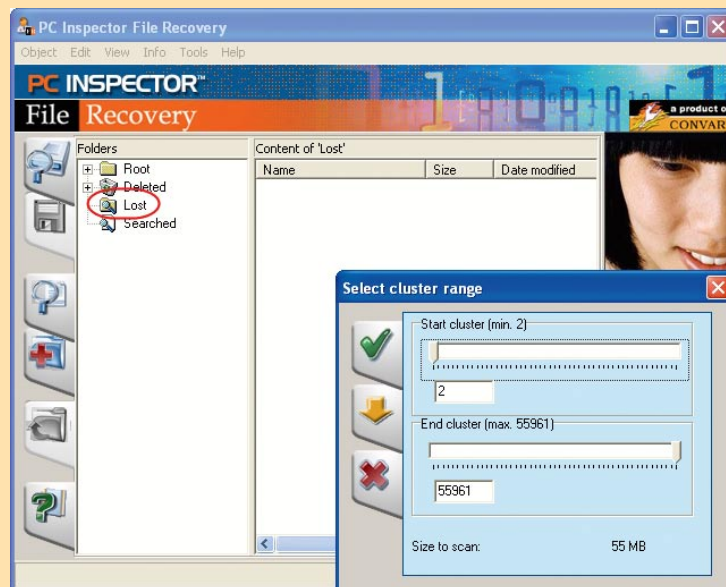 PC Inspector File Recovery
Object Edit View Info Tools Help
PC INSPECTOR™
File Recovery
a product o
CONVAR
Folders
Root
Deleted
Lost
Searched
Content of 'Lost'
Name Size Date modified
Select cluster range
Start cluster (min. 2)
2
End cluster (max. 55961)
55961
Size to scan: 55 MB